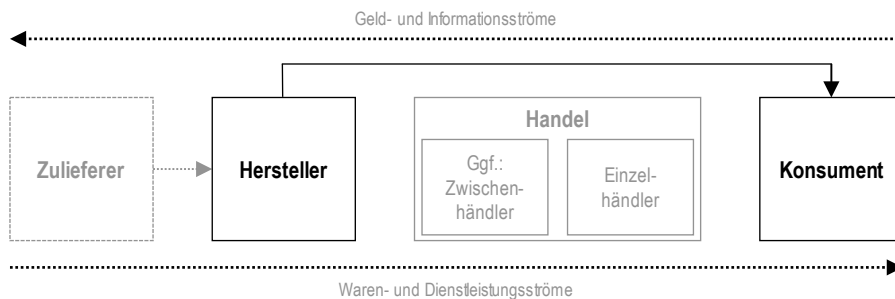 Geld- und Informationsströme
Zulieferer
Hersteller
Handel
Ggf.:
Zwischen-
händler
Einzel-
händler
Konsument
Waren- und Dienstleistungsströme